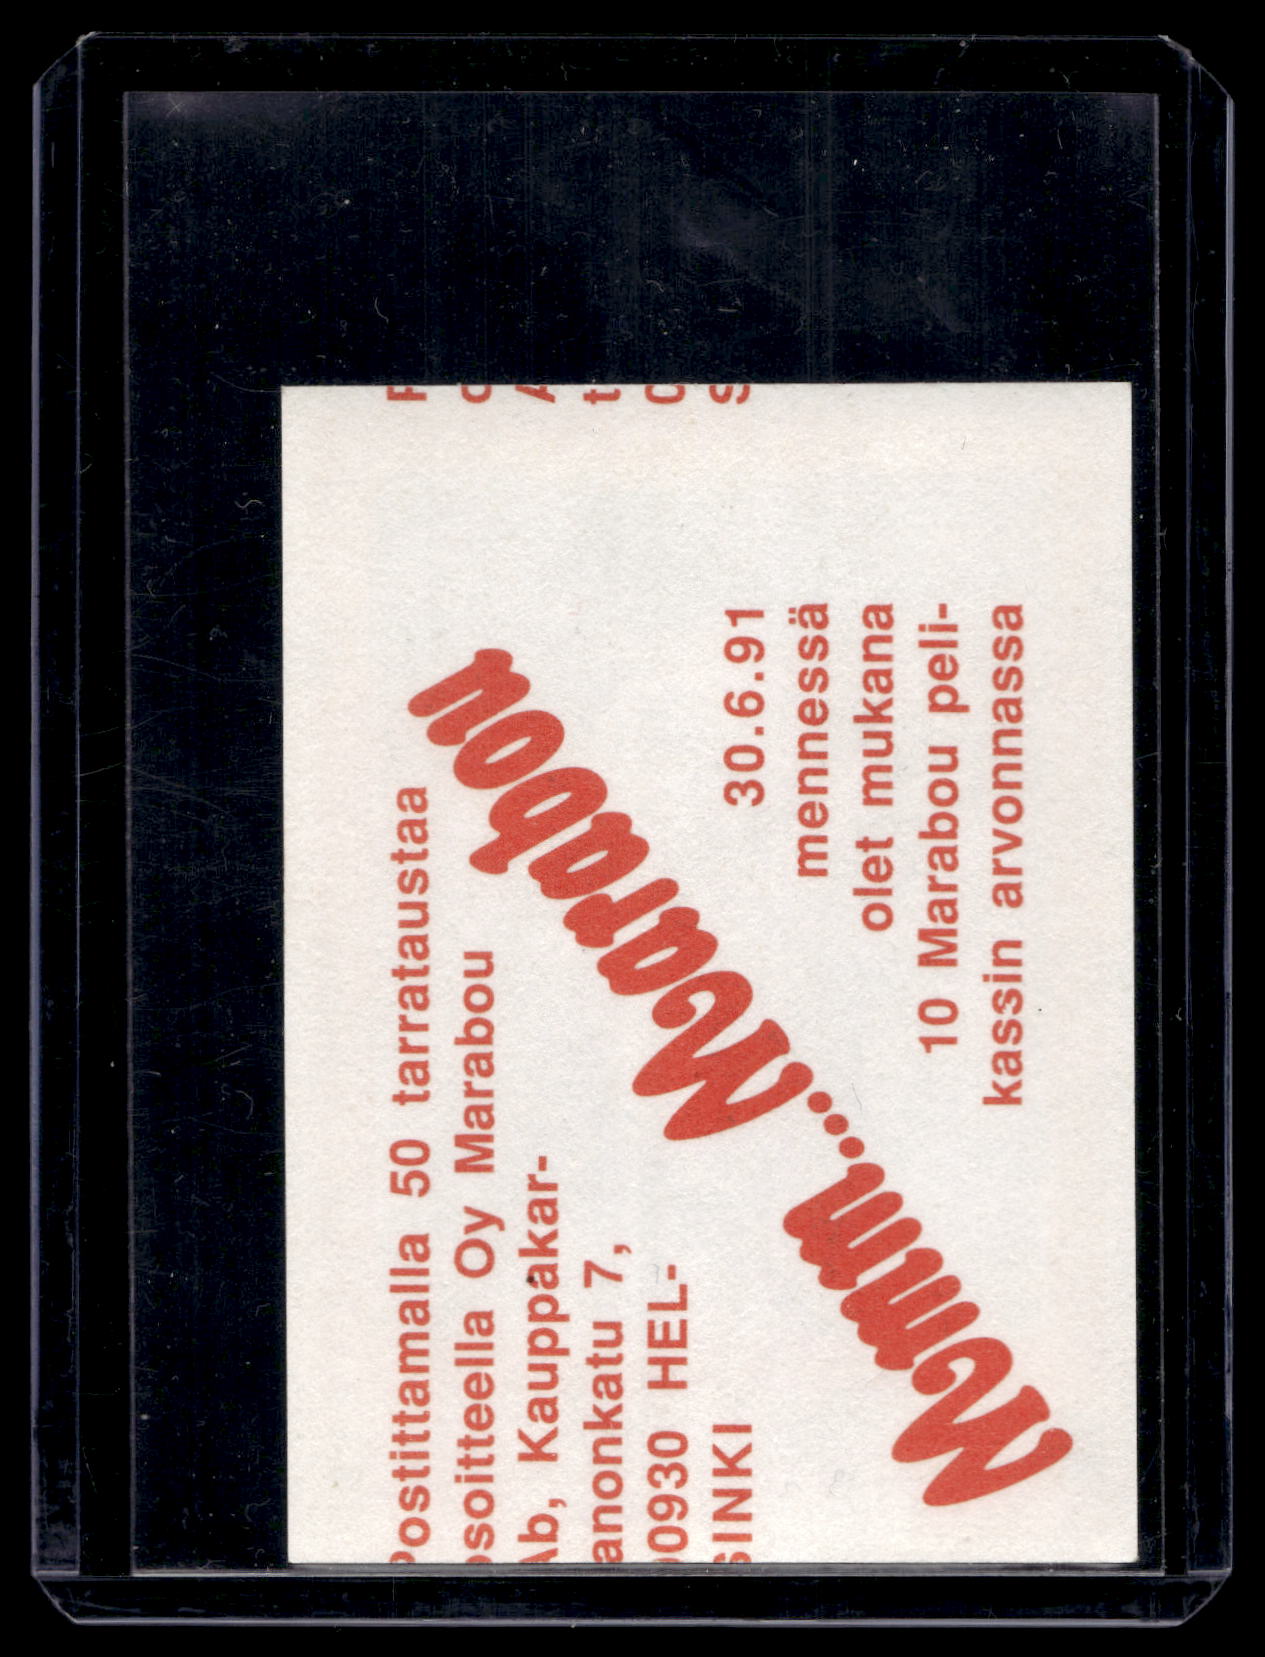 Postittamalla 50 tarrataustaa
osoitteella Oy Marabou
Ab, Kauppakar-
anonkatu 7,
00930 HEL-
SINKI
Mmmm...Marabou
30.6.91
mennessä
olet mukana
10 Marabou peli-
kassin arvonnassa